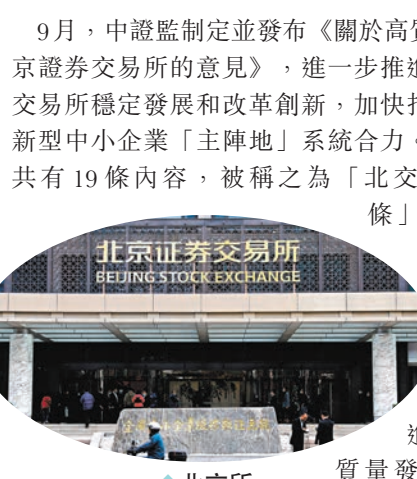 9月,中證監制定並發布《關於高質
京證券交易所的意見》,進一步推進
交易所穩定發展和改革創新,加快打
新型中小企業「主陣地」系統合力。
共有19條內容,被稱之為「北交
條」
北京证券交易所
BEIJING STOCK EXCHANGE
進
北交所
質量發